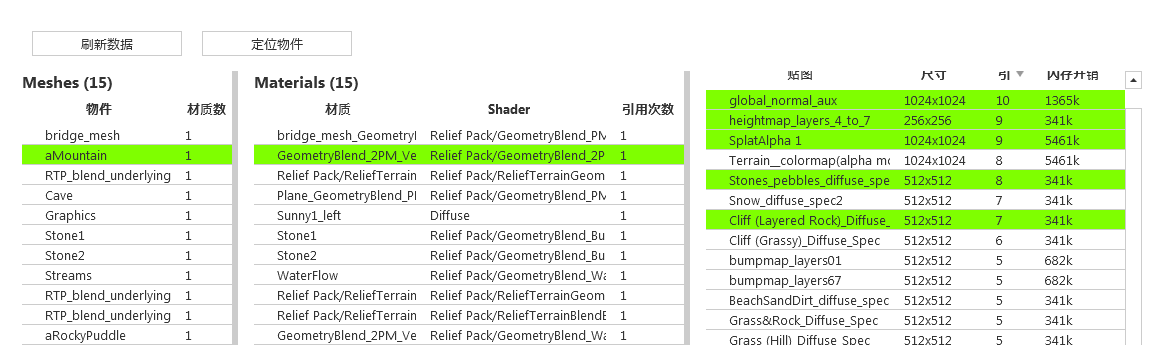 刷新数据
定位物件
Meshes (15)
物件 材质数
bridge_mesh 1
aMountain 1
RTP_blend_underlying 1
Cave 1
Graphics 1
Stone1 1
Stone2 1
Streams 1
RTP_blend_underlying 1
RTP_blend_underlying 1
aRockyPuddle 1
Materials (15)
材质 Shader 引用次数
bridge_mesh_Geometryl Relief Pack/GeometryBlend_PM 1
GeometryBlend_2PM_Ve Relief Pack/GeometryBlend_2P 1
Relief Pack/ReliefTerrain Relief Pack/ReliefTerrainGeom 1
Plane_GeometryBlend_PM Relief Pack/GeometryBlend_PM 1
Sunny1_left Diffuse 1
Stone1 Relief Pack/GeometryBlend_Bu 1
Stone2 Relief Pack/GeometryBlend_Bu 1
WaterFlow Relief Pack/GeometryBlend_Wa 1
Relief Pack/ReliefTerrain Relief Pack/ReliefTerrainGeom 1
Relief Pack/ReliefTerrain Relief Pack/ReliefTerrainBlendE 1
GeometryBlend_2PM_Ve Relief Pack/GeometryBlend_Wa 1
贴图 尺寸 引 内存开销
global_normal_aux 1024x1024 10 1365k
heightmap_layers_4_to_7 256x256 9 341k
SplatAlpha 1 1024x1024 9 5461k
Terrain__colormap(alpha mo 1024x1024 8 5461k
Stones_pebbles_diffuse_spe 512x512 8 341k
Snow_diffuse_spec2 512x512 7 341k
Cliff (Layered Rock)_Diffuse_ 512x512 7 341k
Cliff (Grassy)_Diffuse_Spec 512x512 6 341k
bumpmap_layers01 512x512 5 682k
bumpmap_layers67 512x512 5 682k
BeachSandDirt_diffuse_spec 512x512 5 341k
Grass&Rock_Diffuse_Spec 512x512 5 341k
Grass (Hill)_Diffuse_Spec 512x512 5 341k